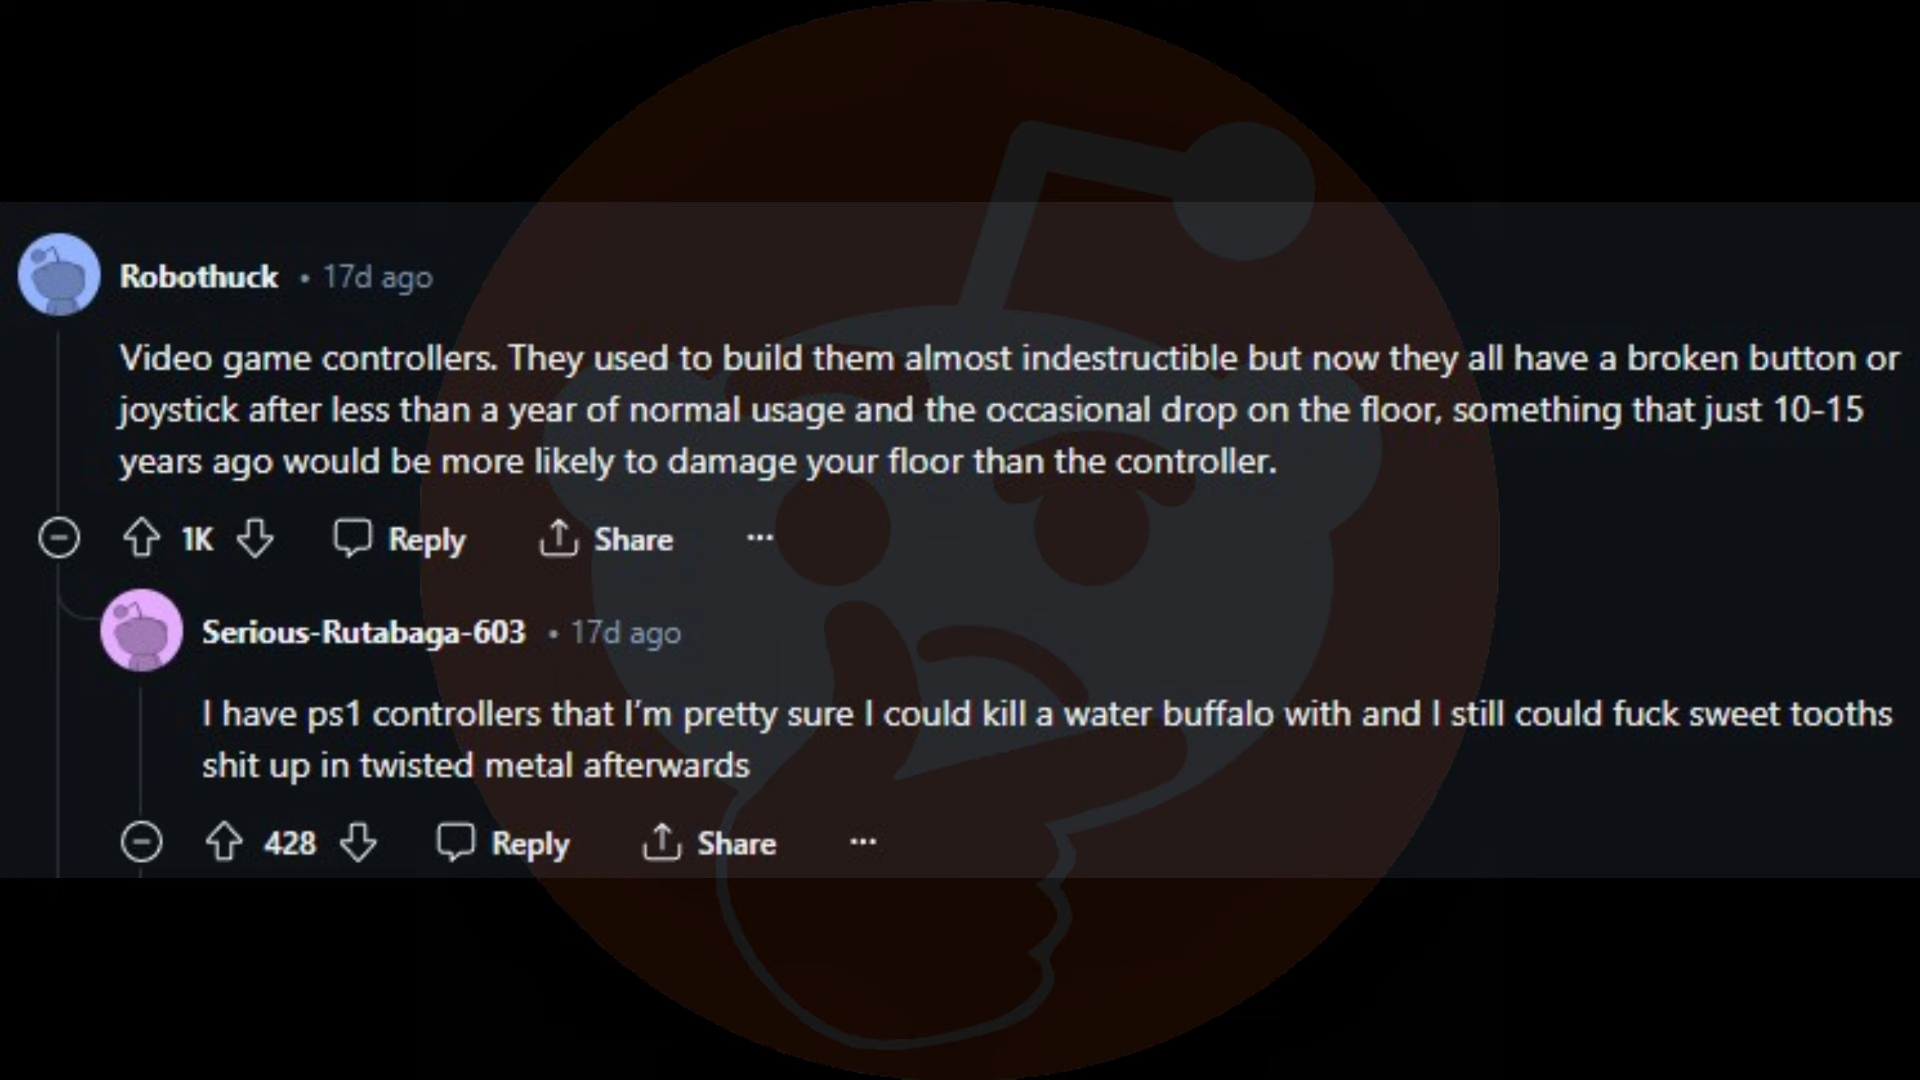 Robothuck • 17d ago
Video game controllers. They used to build them almost indestructible but now they all have a broken button or
joystick after less than a year of normal usage and the occasional drop on the floor, something that just 10-15
years ago would be more likely to damage your floor than the controller.
1K Reply Share ...
Serious-Rutabaga-603 • 17d ago
I have ps1 controllers that I'm pretty sure I could kill a water buffalo with and I still could fuck sweet tooths
shit up in twisted metal afterwards
428 Reply Share ...